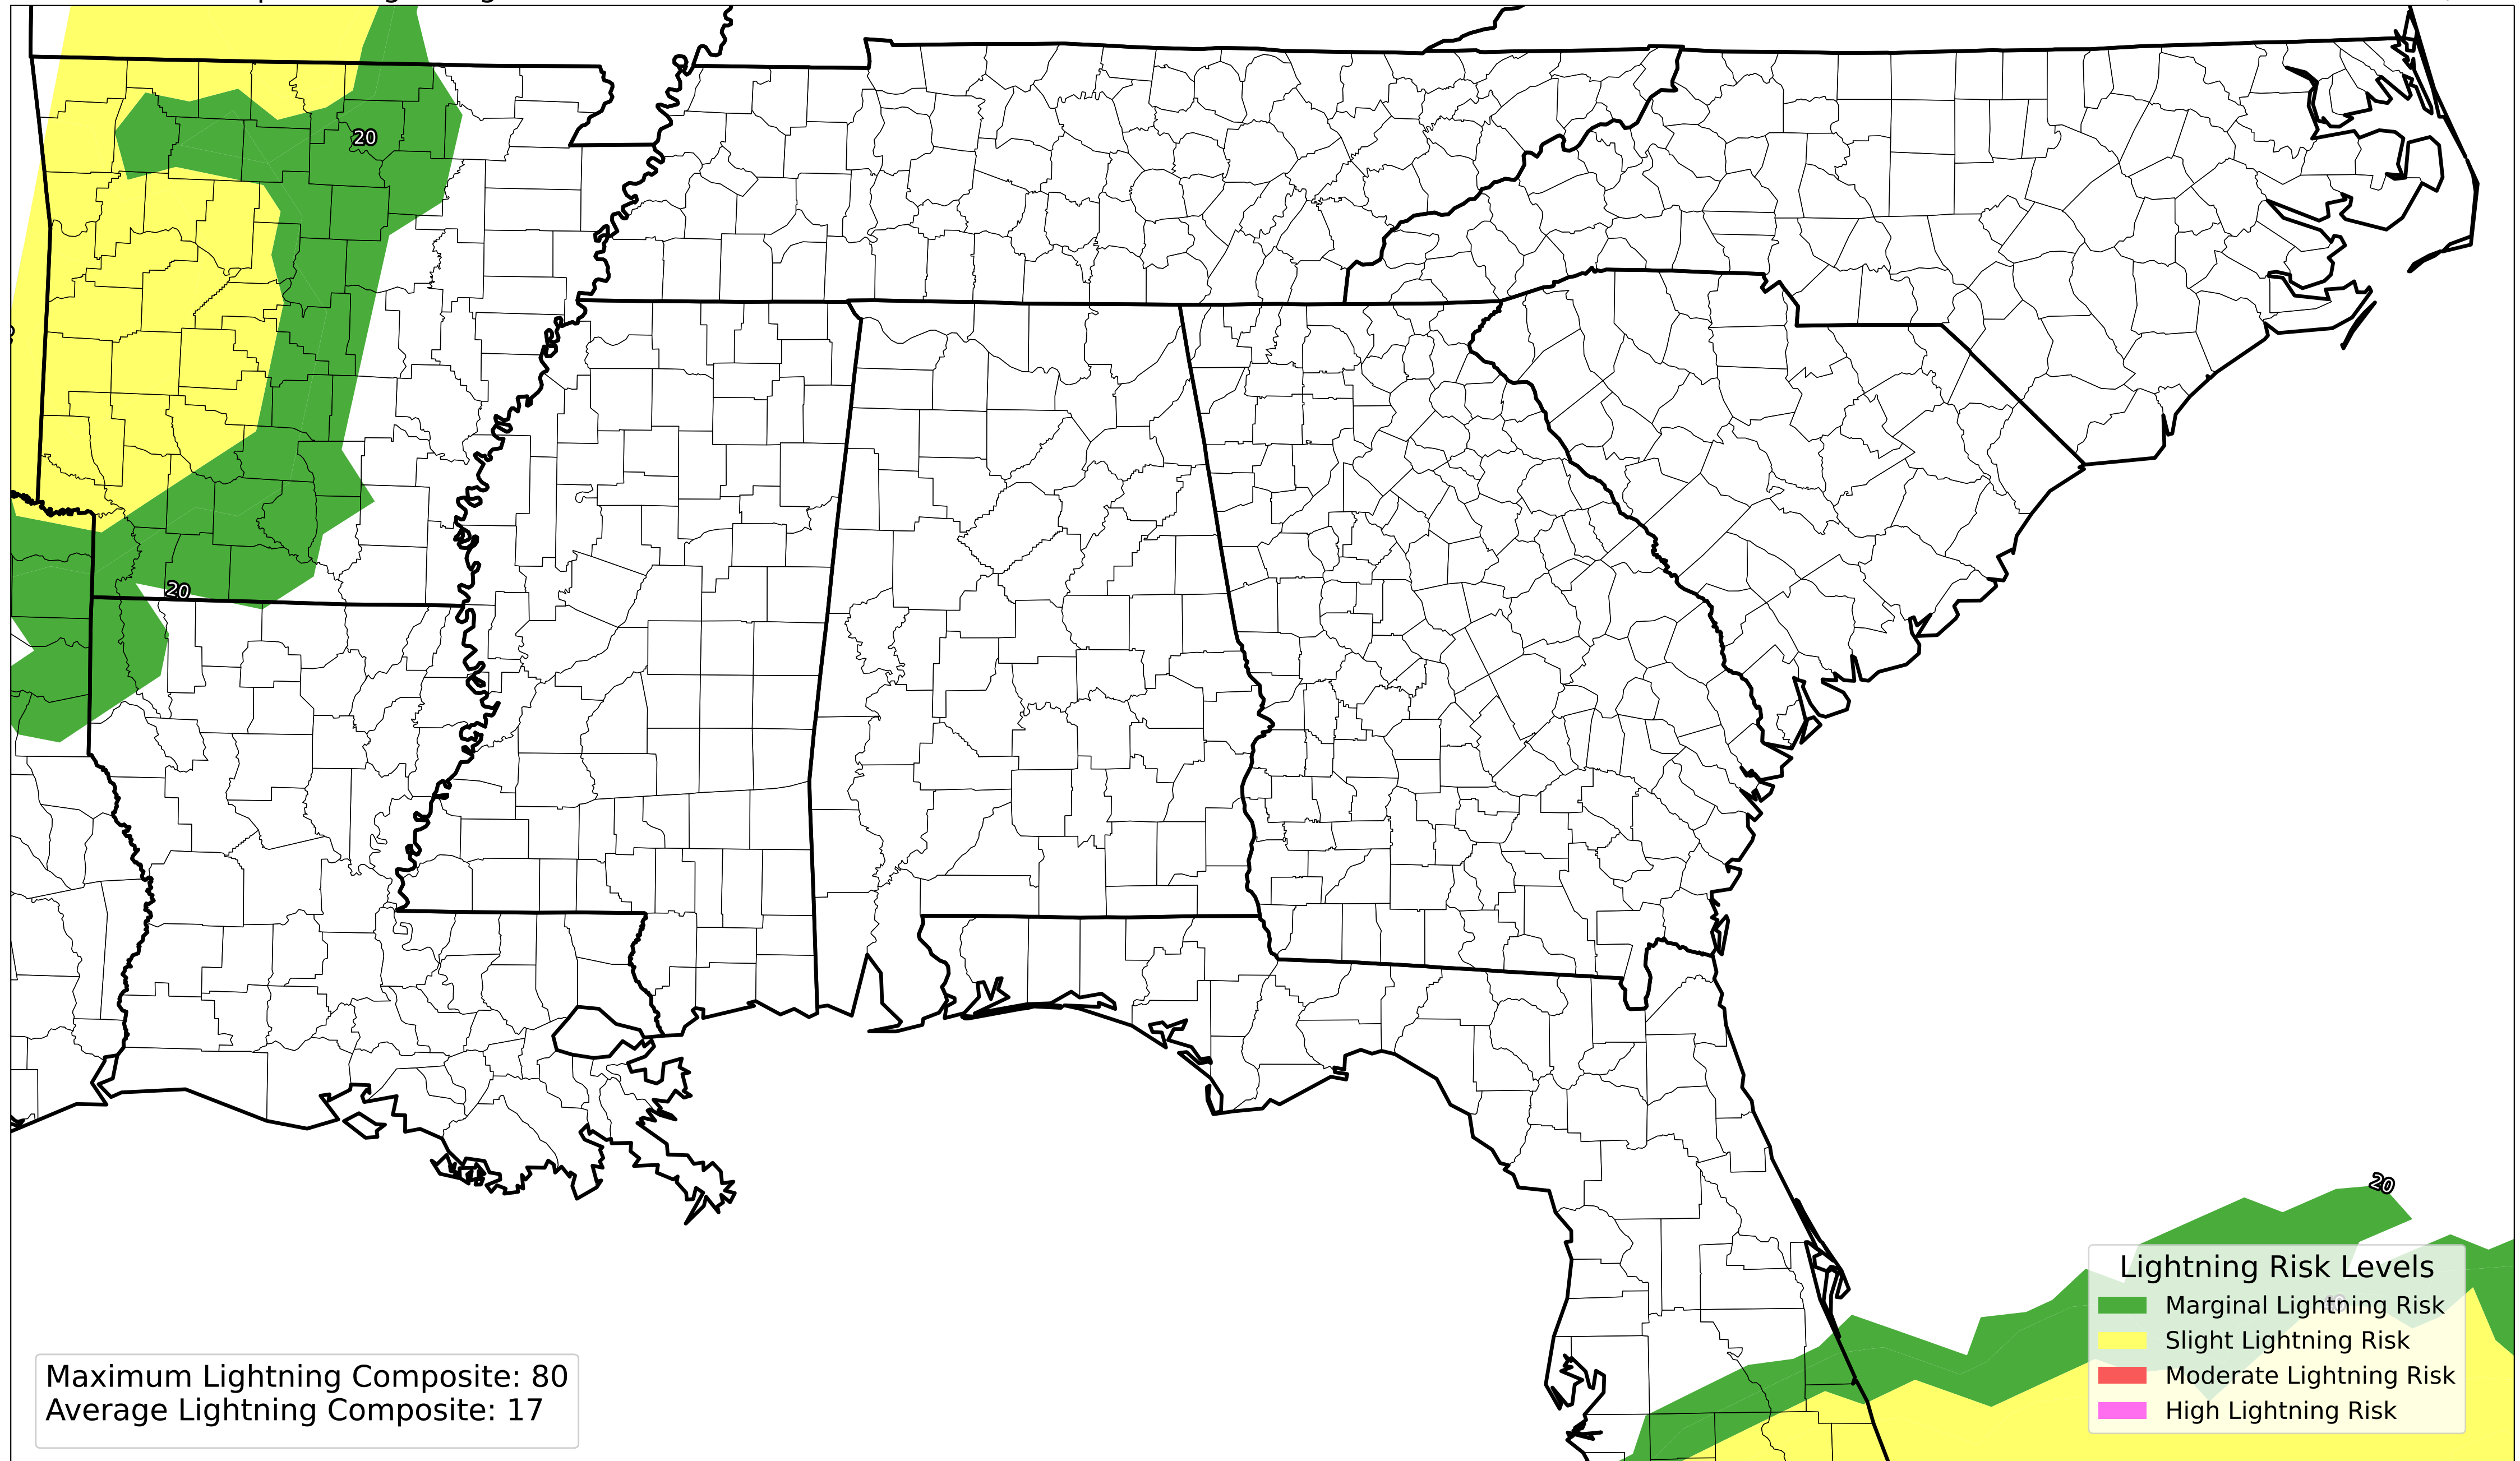 20
20
20
Lightning Risk Levels
Marginal Lightning Risk
Slight Lightning Risk
Moderate Lightning Risk
High Lightning Risk
Maximum Lightning Composite: 80
Average Lightning Composite: 17